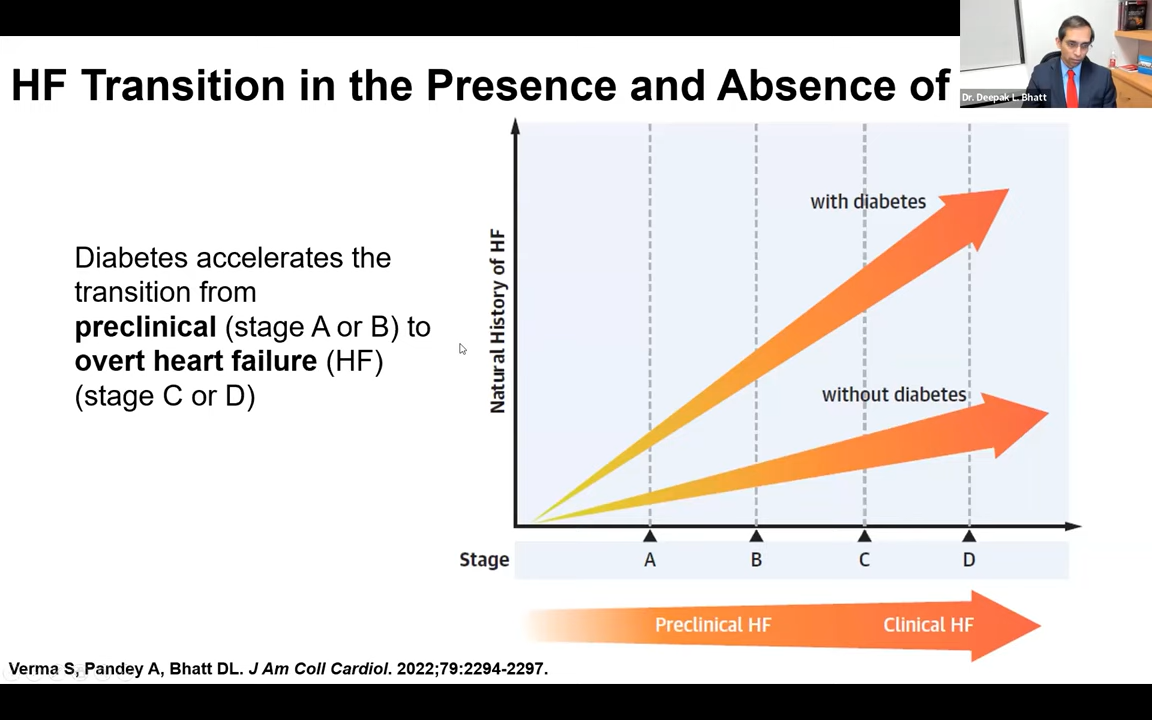 HF Transition in the Presence and Absence of
Dr. Deepak L. Bhatt
Diabetes accelerates the
transition from
preclinical (stage A or B) to
overt heart failure (HF)
(stage C or D)
Natural History of HF
with diabetes
without diabetes
Stage
A
B
C
D
Preclinical HF
Clinical HF
Verma S, Pandey A, Bhatt DL. J Am Coll Cardiol. 2022;79:2294-2297.